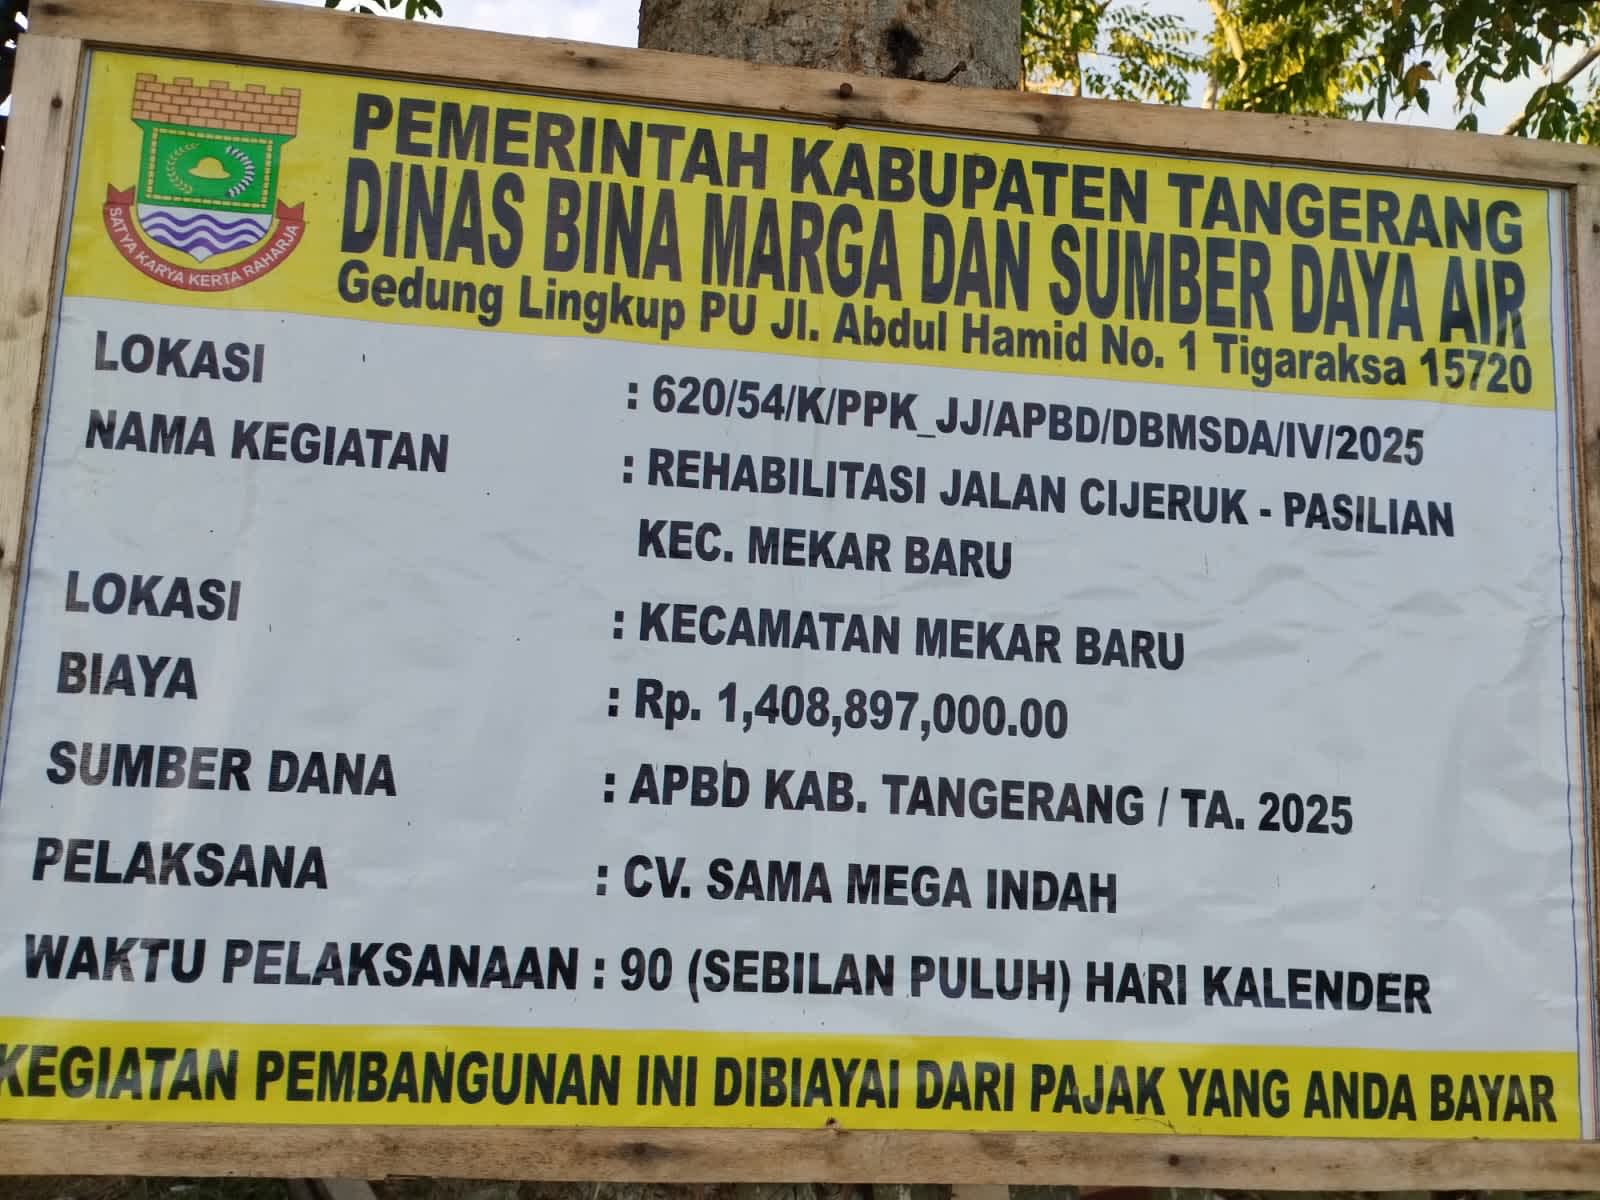 PEMERINTAH KABUPATEN TANGERANG
DINAS BINA MARGA DAN SUMBER DAYA AIR
Gedung Lingkup PU Jl. Abdul Hamid No. 1 Tigaraksa 15720
SATYA KARYA KERTA RAHARJA
LOKASI : 620/54/K/PPK_JJ/APBD/DBMSDA/IV/2025
NAMA KEGIATAN : REHABILITASI JALAN CIJERUK - PASILIAN
KEC. MEKAR BARU
LOKASI : KECAMATAN MEKAR BARU
BIAYA : Rp. 1,408,897,000.00
SUMBER DANA : APBD KAB. TANGERANG / TA. 2025
PELAKSANA : CV. SAMA MEGA INDAH
WAKTU PELAKSANAAN : 90 (SEBILAN PULUH) HARI KALENDER
KEGIATAN PEMBANGUNAN INI DIBIAYAI DARI PAJAK YANG ANDA BAYAR